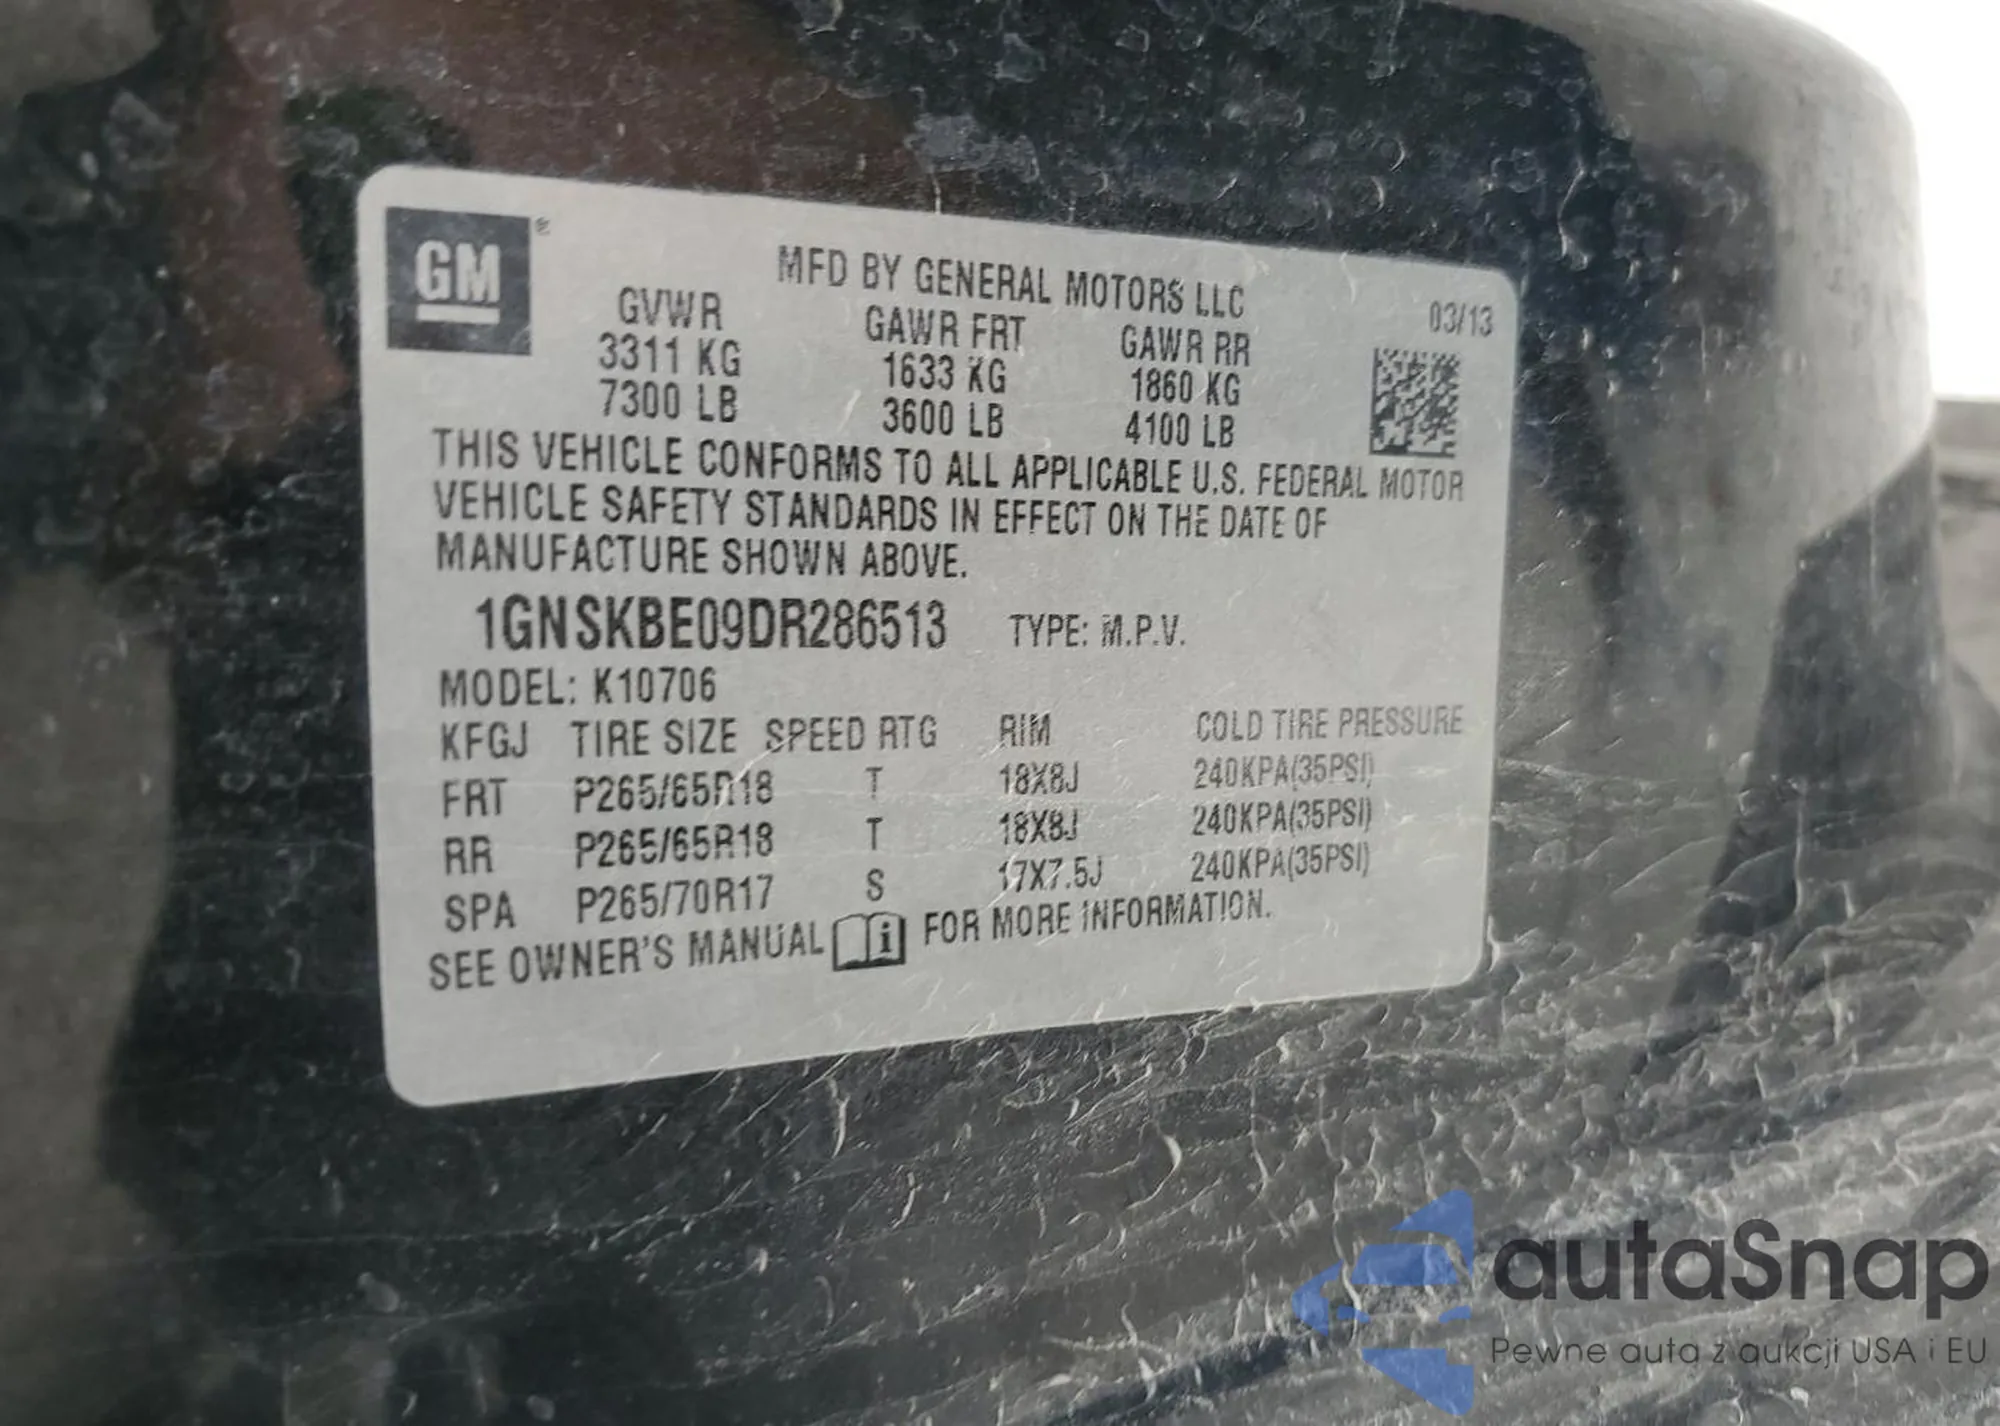 GM®
MFD BY GENERAL MOTORS LLC
03/13
GVWR GAWR FRT GAWR RR
3311 KG 1633 KG 1860 KG
7300 LB 3600 LB 4100 LB
THIS VEHICLE CONFORMS TO ALL APPLICABLE U.S. FEDERAL MOTOR
VEHICLE SAFETY STANDARDS IN EFFECT ON THE DATE OF
MANUFACTURE SHOWN ABOVE.
1GNSKBE09DR286513 TYPE: M.P.V.
MODEL: K10706
KFGJ TIRE SIZE SPEED RTG RIM COLD TIRE PRESSURE
FRT P265/65R18 T 18X8J 240KPA(35PSI)
RR P265/65R18 T 18X8J 240KPA(35PSI)
SPA P265/70R17 S 17X7.5J 240KPA(35PSI)
SEE OWNER'S MANUAL i FOR MORE INFORMATION.
autaSnap
Pewne auta z aukcji USA i EU